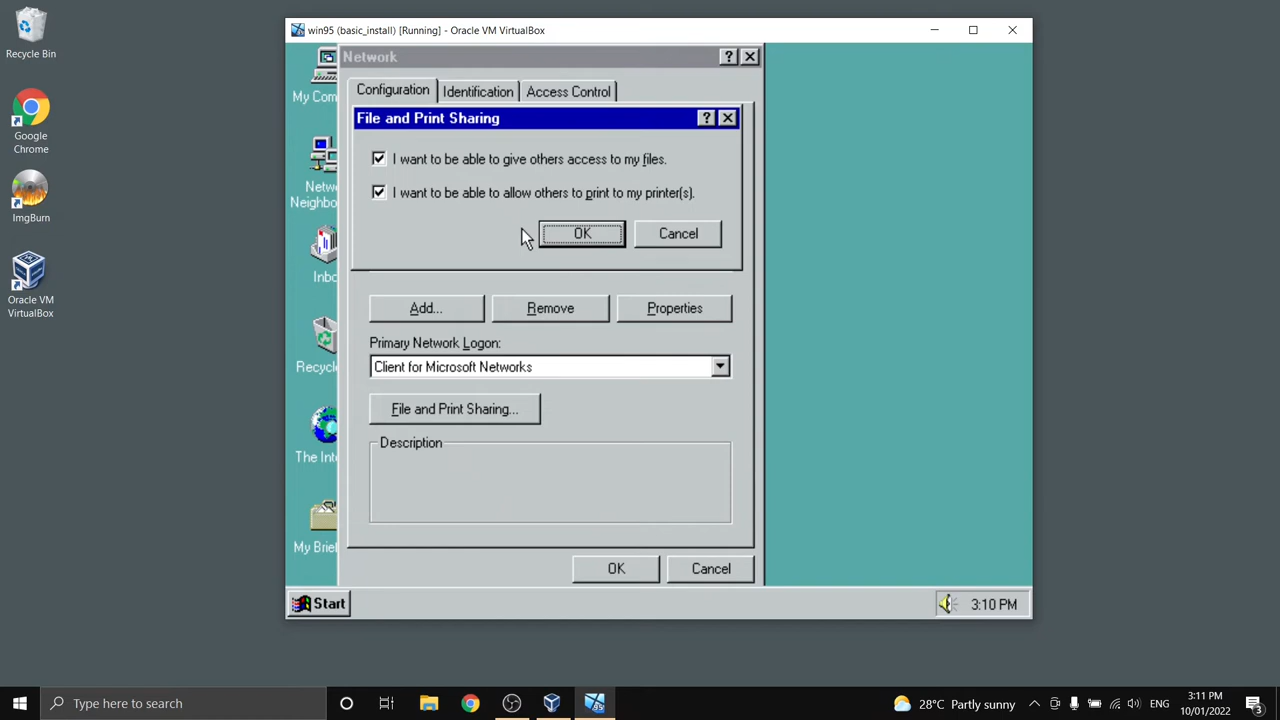 Recycle Bin
Google
Chrome
ImgBurn
Oracle VM
VirtualBox
win95 (basic_install) [Running] - Oracle VM VirtualBox
My Com
Netw
Neighbo
Inbo
Recycl
The Inte
My Brie
Network
Configuration
Identification
Access Control
File and Print Sharing
I want to be able to give others access to my files.
I want to be able to allow others to print to my printer(s).
OK
Cancel
Add...
Remove
Properties
Primary Network Logon:
Client for Microsoft Networks
File and Print Sharing...
Description
OK
Cancel
Start
3:10 PM
Type here to search
28°C Partly sunny
ENG
3:11 PM
10/01/2022
3